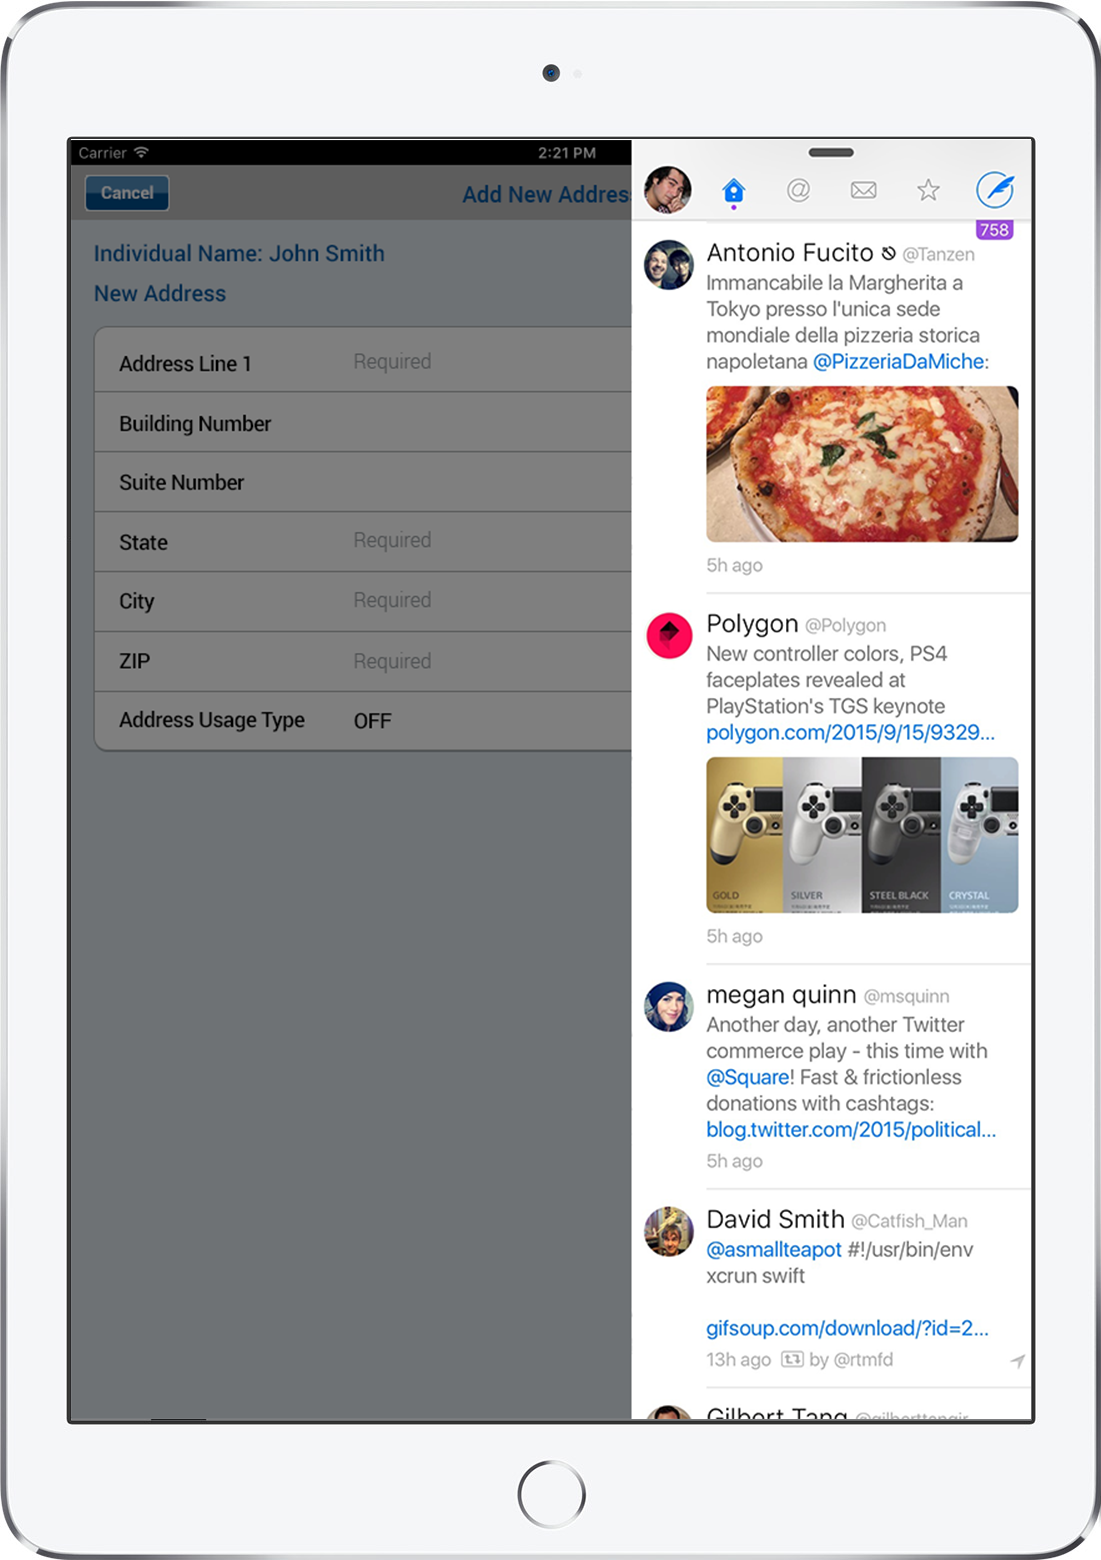 Carrier
2:21 PM
Cancel
Add New Addres
Individual Name: John Smith
New Address
Address Line 1 Required
Building Number
Suite Number
State Required
City Required
ZIP Required
Address Usage Type OFF
@
758
Antonio Fucito @Tanzen
Immancabile la Margherita a
Tokyo presso l'unica sede
mondiale della pizzeria storica
napoletana @PizzeriaDaMiche:
5h ago
Polygon @Polygon
New controller colors, PS4
faceplates revealed at
PlayStation's TGS keynote
polygon.com/2015/9/15/9329...
GOLD SILVER STEEL BLACK CRYSTAL
5h ago
megan quinn @msquinn
Another day, another Twitter
commerce play - this time with
@Square! Fast & frictionless
donations with cashtags:
blog.twitter.com/2015/political...
5h ago
David Smith @Catfish_Man
@asmallteapot #!/usr/bin/env
xcrun swift
gifsoup.com/download/?id=2...
13h ago by @rtmfd
Gilbert Tang